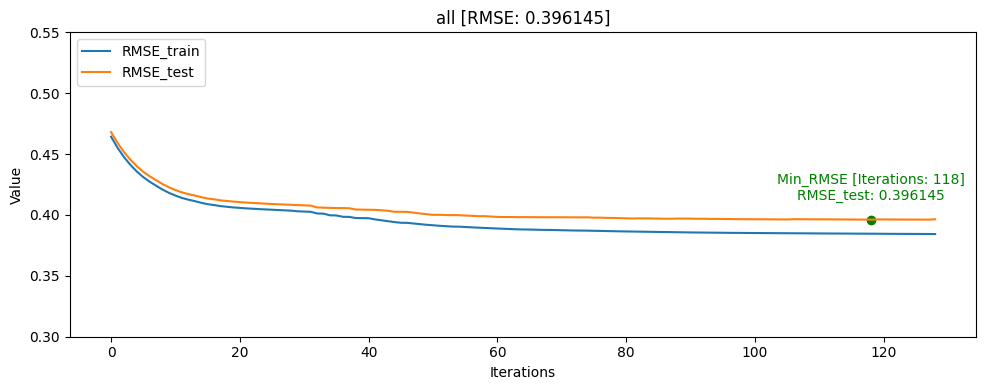 all [RMSE: 0.396145]
0.55
0.50
0.45
0.40
0.35
0.30
Value
RMSE_train
RMSE_test
Min_RMSE [Iterations: 118]
RMSE_test: 0.396145
0
20
40
60
80
100
120
Iterations